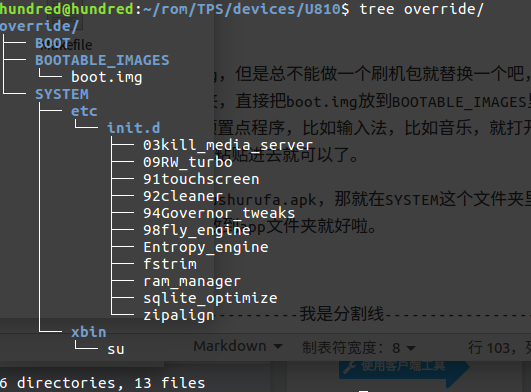 hundred@hundred:~/rom/TPS/devices/U810$ tree override/
override/
├── BOOT
├── BOOTABLE_IMAGES
│   └── boot.img
└── SYSTEM
    ├── etc
    │   └── init.d
    │       ├── 03kill_media_server
    │       ├── 09RW_turbo
    │       ├── 91touchscreen
    │       ├── 92cleaner
    │       ├── 94Governor_tweaks
    │       ├── 98fly_engine
    │       ├── Entropy_engine
    │       ├── fstrim
    │       ├── ram_manager
    │       ├── sqlite_optimize
    │       └── zipalign
    └── xbin
        └── su
6 directories, 13 files
,但是总不能做一个刷机包就替换一个吧,
,直接把boot.img放到BOOTABLE_IMAGES
置点程序,比如输入法,比如音乐,就打开
粘贴进去就可以了。
shurufa.apk,那就在SYSTEM这个文件夹里
文件夹就好啦。
---------我是分割线-----------------
Markdown
制表符宽度:8
行 103,
使用客户端工具